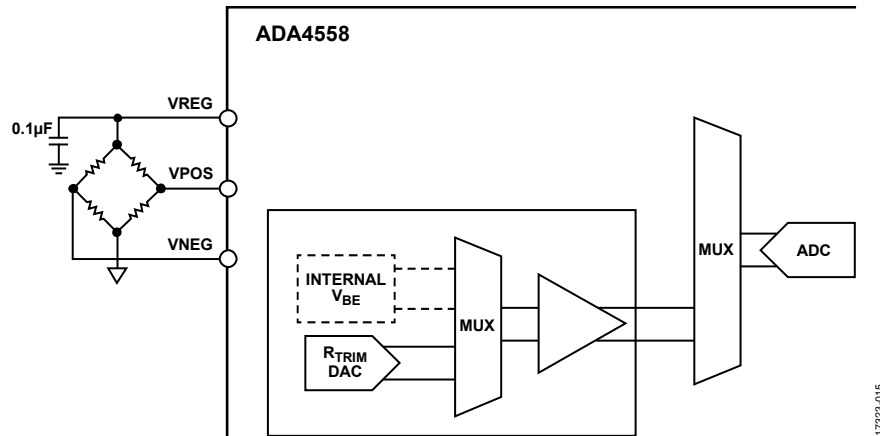 ADA4558
VREG
0.1µF
VPOS
VNEG
INTERNAL
VBE
RTRIM
DAC
MUX
MUX
ADC
17323-015